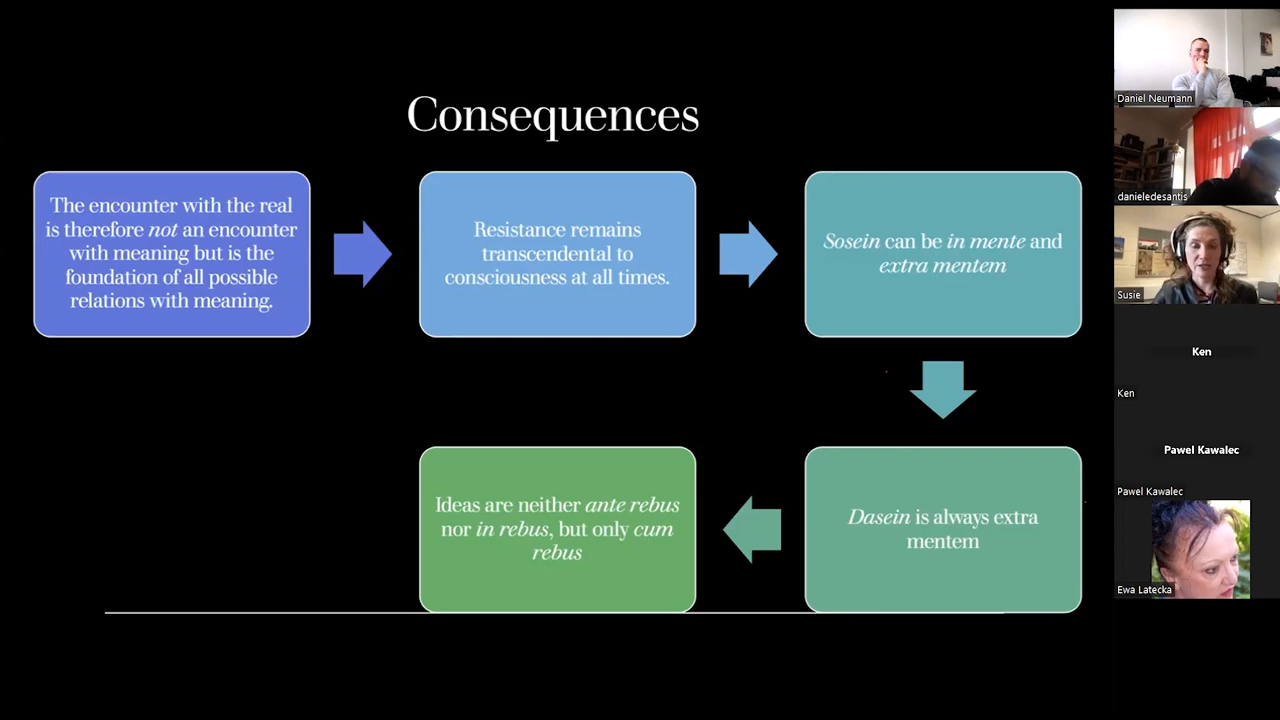 Consequences
The encounter with the real
is therefore not an encounter
with meaning but is the
foundation of all possible
relations with meaning.
Resistance remains
transcendental to
consciousness at all times.
Sosein can be in mente and
extra mentem
Dasein is always extra
mentem
Ideas are neither ante rebus
nor in rebus, but only cum
rebus
Daniel Neumann
danieledesantis
Susie
Ken
Ken
Pawel Kawalec
Pawel Kawalec
Ewa Latecka